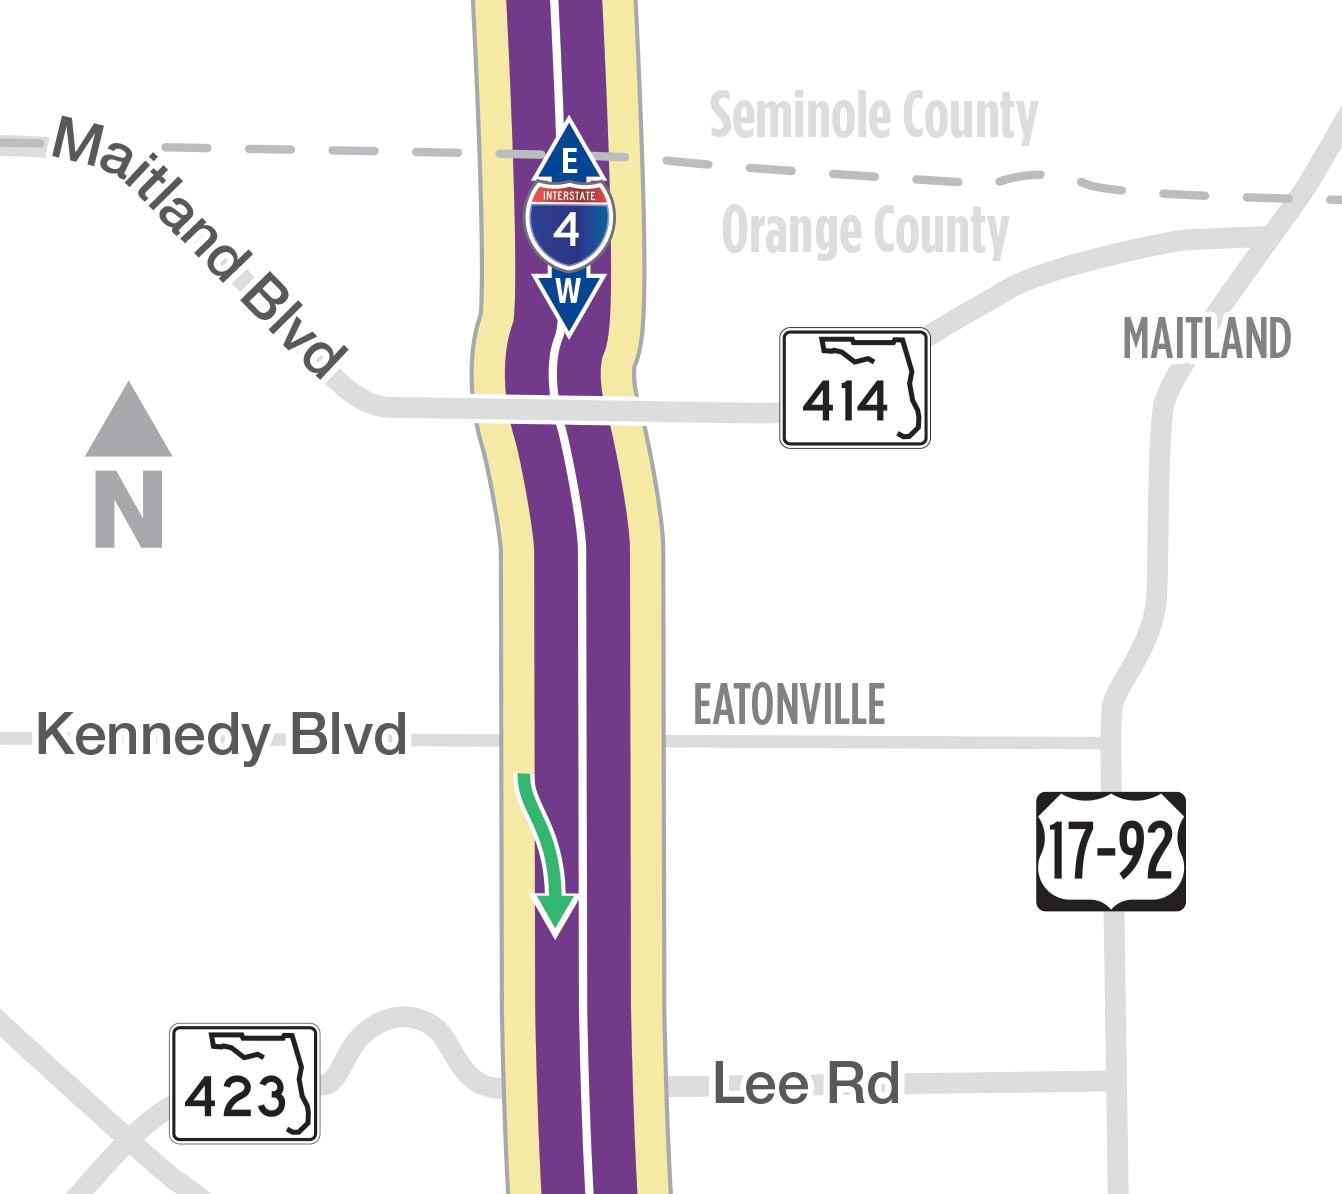 Seminole County
Maitland Blvd
E
INTERSTATE
4
W
Orange County
MAITLAND
414
N
EATONVILLE
Kennedy Blvd
17-92
423
Lee Rd